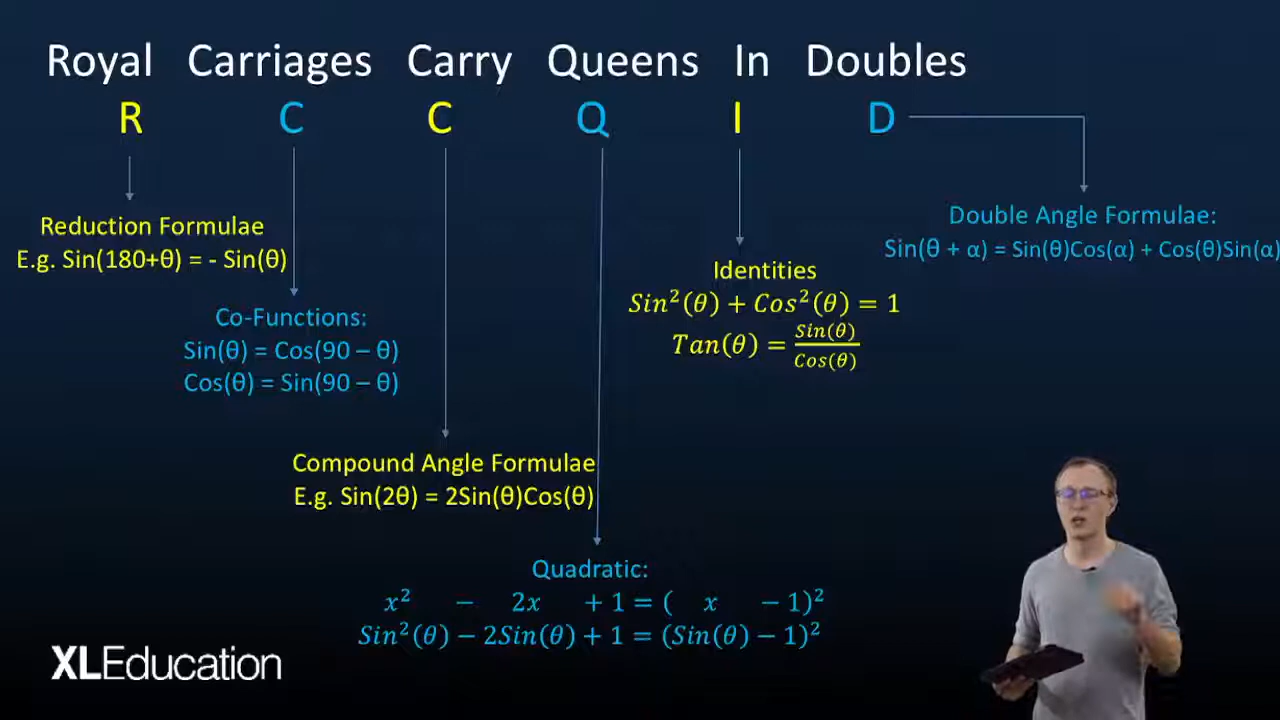 Royal Carriages Carry Queens In Doubles
R C C Q I D
Reduction Formulae
E.g. Sin(180+θ) = - Sin(θ)
Co-Functions:
Sin(θ) = Cos(90 – θ)
Cos(θ) = Sin(90 – θ)
Compound Angle Formulae
E.g. Sin(2θ) = 2Sin(θ)Cos(θ)
Quadratic:
x² – 2x + 1 = ( x – 1)²
Sin²(θ) – 2Sin(θ) + 1 = (Sin(θ) – 1)²
Identities
Sin²(θ) + Cos²(θ) = 1
Tan(θ) = Sin(θ)/Cos(θ)
Double Angle Formulae:
Sin(θ + α) = Sin(θ)Cos(α) + Cos(θ)Sin(α)
XLEducation